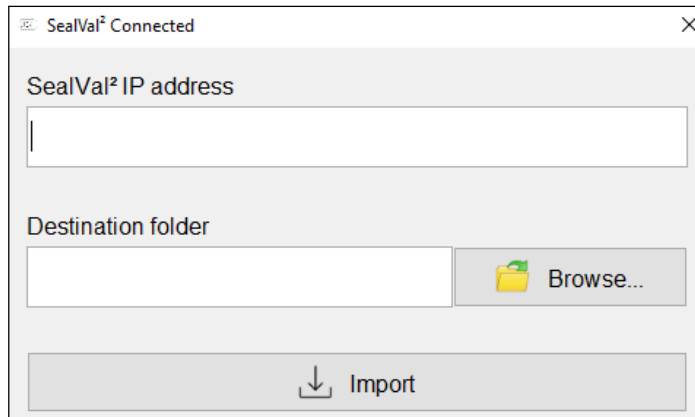 SealVal² Connected
SealVal² IP address
Destination folder
Browse...
Import